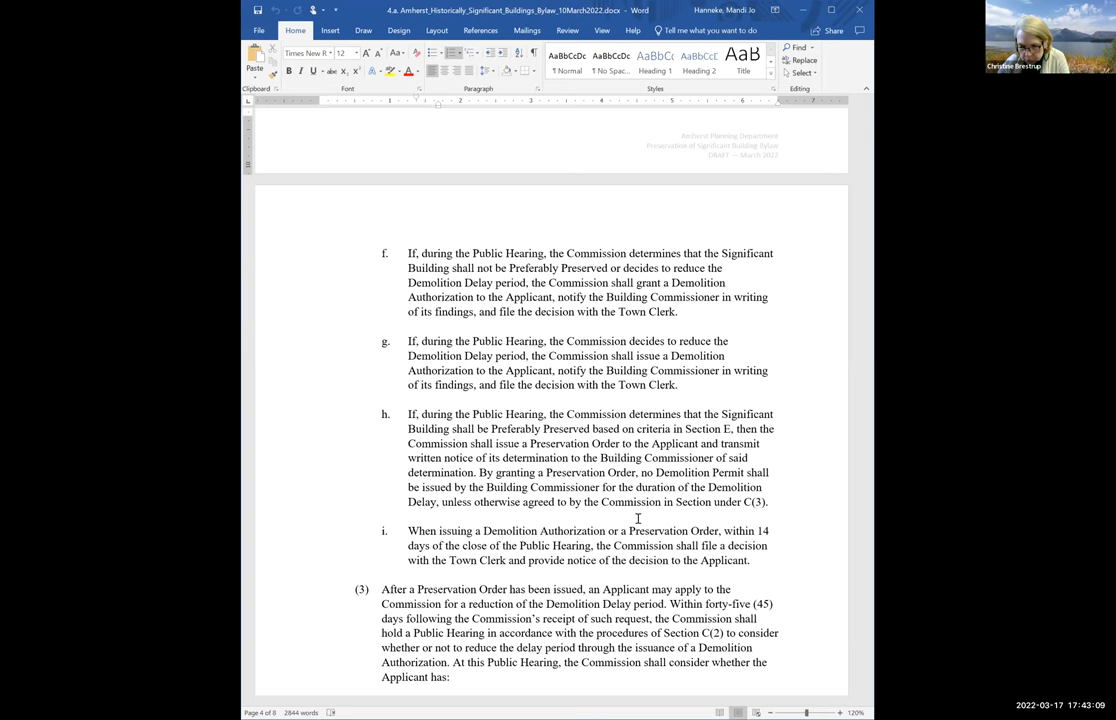 4.a. Amherst_Historically_Significant_Buildings_Bylaw_10March2022.docx - Word
Hanneke, Mandi Jo
File Home Insert Draw Design Layout References Mailings Review View Help Tell me what you want to do Share
Paste
Times New R 12 Aa
B I U abc X₂ X² A A
AaBbCcDc AaBbCcDc AaBbCc AaBbCcC AaB
¶ Normal ¶ No Spac... Heading 1 Heading 2 Title
Find
Replace
Select
Clipboard Font Paragraph Styles Editing
1 2 3 4 5 6 7
Christine Brestrup
Amherst Planning Department
Preservation of Significant Building Bylaw
DRAFT — March 2022
f. If, during the Public Hearing, the Commission determines that the Significant
Building shall not be Preferably Preserved or decides to reduce the
Demolition Delay period, the Commission shall grant a Demolition
Authorization to the Applicant, notify the Building Commissioner in writing
of its findings, and file the decision with the Town Clerk.
g. If, during the Public Hearing, the Commission decides to reduce the
Demolition Delay period, the Commission shall issue a Demolition
Authorization to the Applicant, notify the Building Commissioner in writing
of its findings, and file the decision with the Town Clerk.
h. If, during the Public Hearing, the Commission determines that the Significant
Building shall be Preferably Preserved based on criteria in Section E, then the
Commission shall issue a Preservation Order to the Applicant and transmit
written notice of its determination to the Building Commissioner of said
determination. By granting a Preservation Order, no Demolition Permit shall
be issued by the Building Commissioner for the duration of the Demolition
Delay, unless otherwise agreed to by the Commission in Section under C(3).
i. When issuing a Demolition Authorization or a Preservation Order, within 14
days of the close of the Public Hearing, the Commission shall file a decision
with the Town Clerk and provide notice of the decision to the Applicant.
(3) After a Preservation Order has been issued, an Applicant may apply to the
Commission for a reduction of the Demolition Delay period. Within forty-five (45)
days following the Commission's receipt of such request, the Commission shall
hold a Public Hearing in accordance with the procedures of Section C(2) to consider
whether or not to reduce the delay period through the issuance of a Demolition
Authorization. At this Public Hearing, the Commission shall consider whether the
Applicant has:
Page 4 of 8 2844 words
120%
2022-03-17 17:43:09